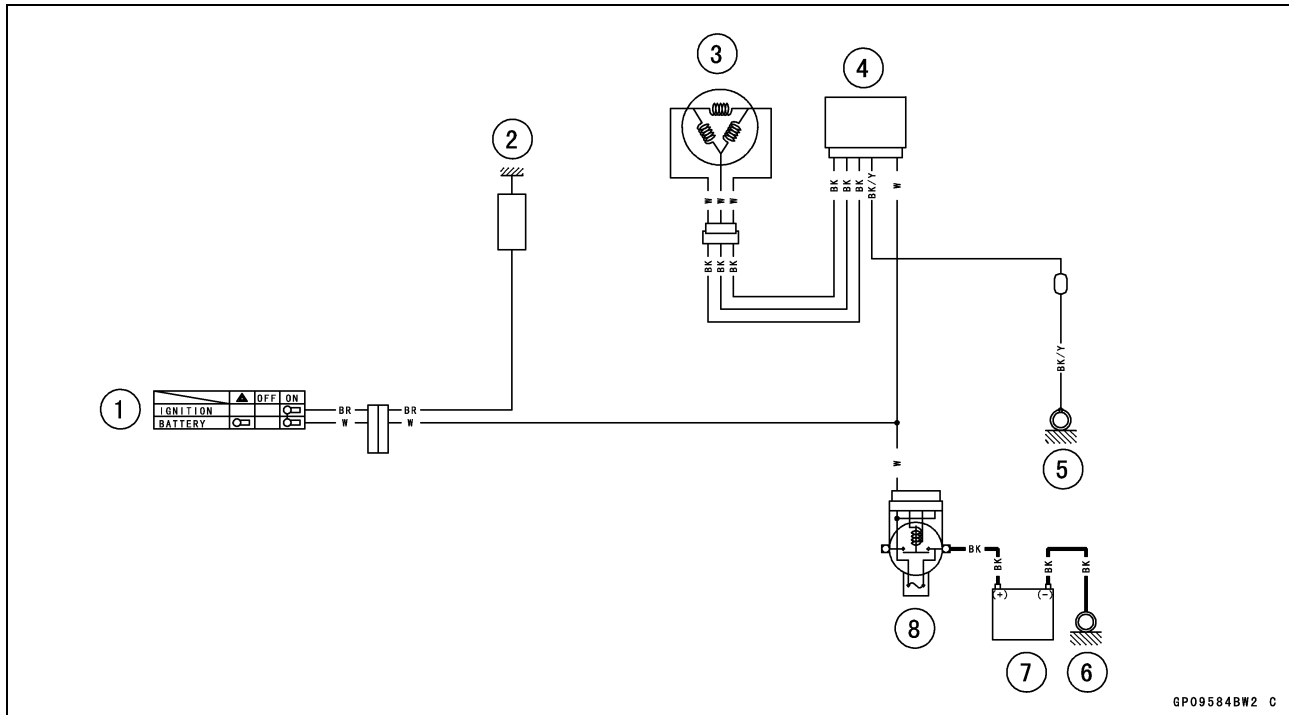 3
4
2
BK
BK
BK
BK/Y
W
W
W
W
BK
BK
BK
BK/Y
1
OFF
ON
IGNITION
BR
BR
BATTERY
W
W
5
W
BK
BK
BK
BK
(+)
(-)
8
7
6
GP09584BW2 C